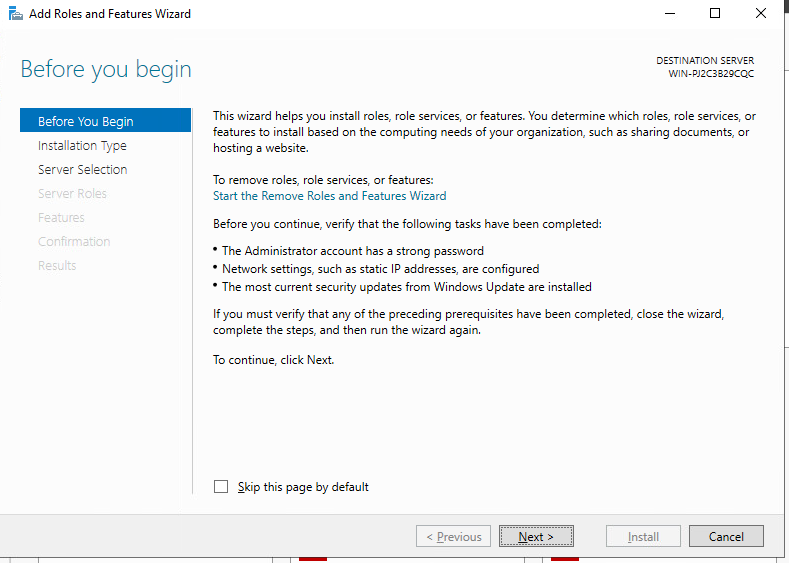 Add Roles and Features Wizard
Before you begin
DESTINATION SERVER
WIN-PJ2C3B29CQC
Before You Begin
Installation Type
Server Selection
Server Roles
Features
Confirmation
Results
This wizard helps you install roles, role services, or features. You determine which roles, role services, or
features to install based on the computing needs of your organization, such as sharing documents, or
hosting a website.
To remove roles, role services, or features:
Start the Remove Roles and Features Wizard
Before you continue, verify that the following tasks have been completed:
• The Administrator account has a strong password
• Network settings, such as static IP addresses, are configured
• The most current security updates from Windows Update are installed
If you must verify that any of the preceding prerequisites have been completed, close the wizard,
complete the steps, and then run the wizard again.
To continue, click Next.
Skip this page by default
< Previous
Next >
Install
Cancel